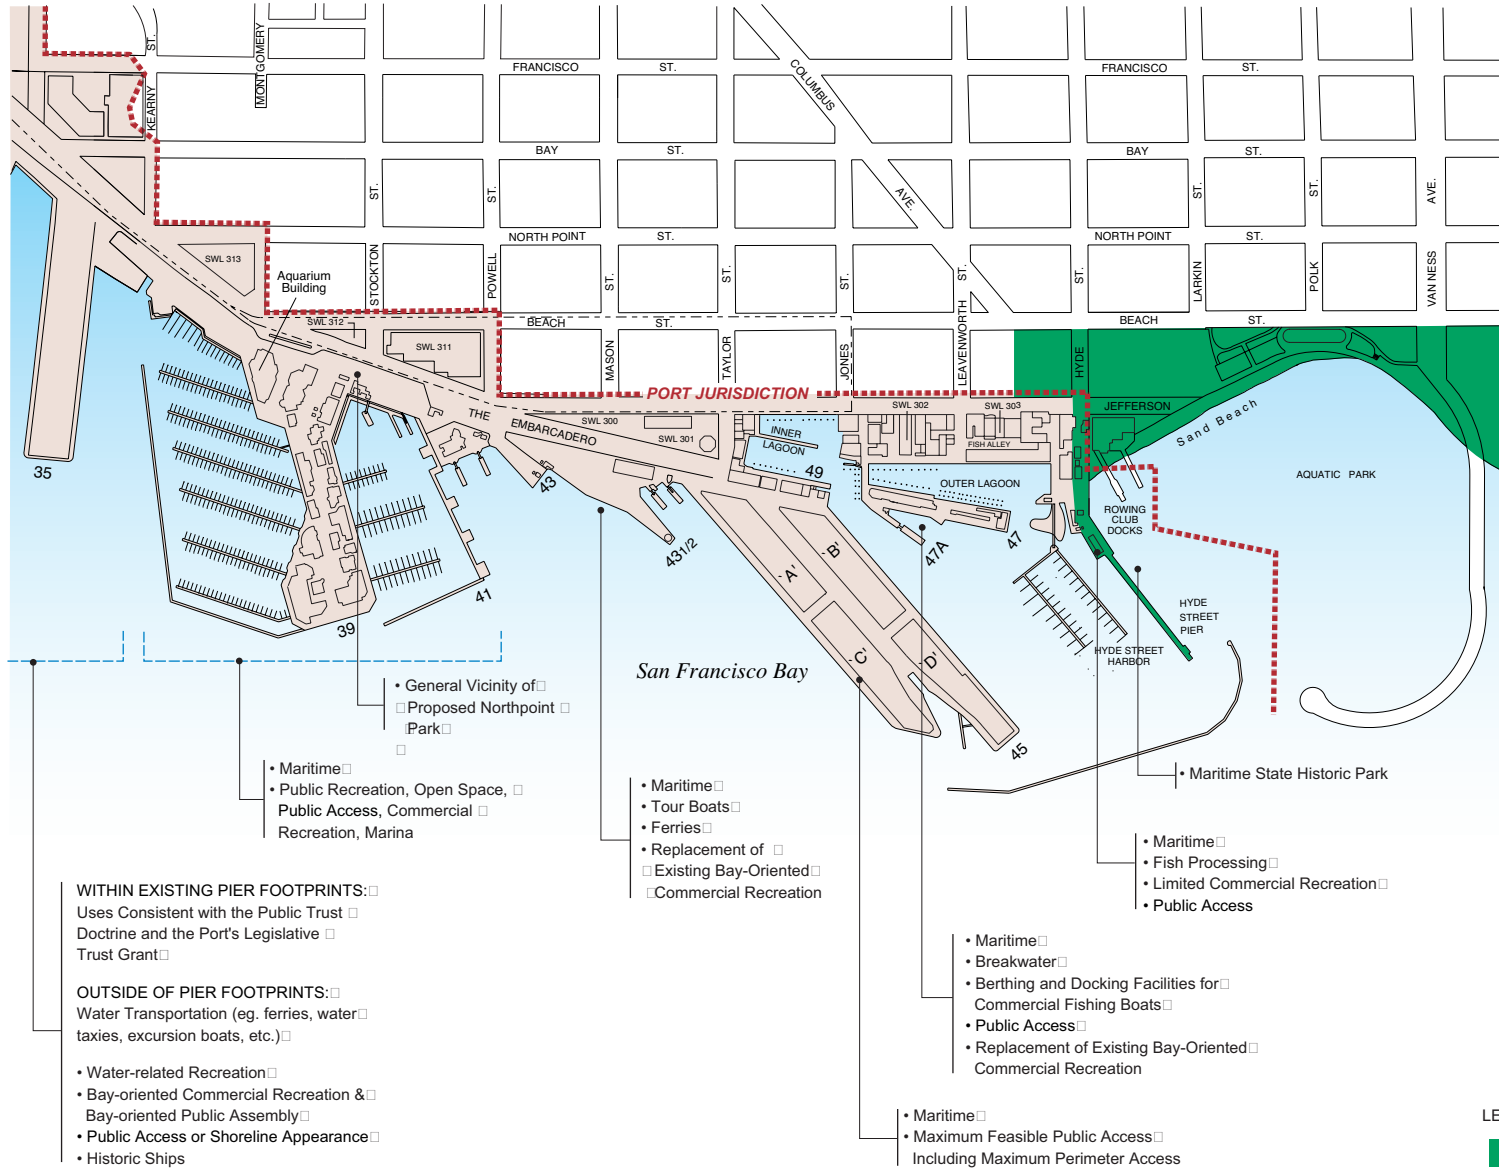 ST.
KEARNY
MONTGOMERY
FRANCISCO ST.
COLUMBUS
AVE.
FRANCISCO ST.
BAY ST.
BAY ST.
ST.
STOCKTON
ST.
POWELL
NORTH POINT ST.
NORTH POINT ST.
ST.
MASON
ST.
TAYLOR
ST.
JONES
ST.
LEAVENWORTH
ST.
HYDE
ST.
LARKIN
ST.
POLK
AVE.
VAN NESS
BEACH ST.
BEACH ST.
SWL 313
Aquarium
Building
SWL 312
SWL 311
PORT JURISDICTION
THE
EMBARCADERO
SWL 300
SWL 301
SWL 302
SWL 303
FISH ALLEY
JEFFERSON
Sand Beach
INNER
LAGOON
OUTER LAGOON
AQUATIC PARK
ROWING
CLUB
DOCKS
HYDE
STREET
PIER
HYDE STREET
HARBOR
35
39
41
43
431/2
49
47A
47
45
'A'
'B'
'C'
'D'
San Francisco Bay
• General Vicinity of
Proposed Northpoint
Park
• Maritime
• Public Recreation, Open Space,
Public Access, Commercial
Recreation, Marina
• Maritime
• Tour Boats
• Ferries
• Replacement of
Existing Bay-Oriented
Commercial Recreation
• Maritime State Historic Park
• Maritime
• Fish Processing
• Limited Commercial Recreation
• Public Access
WITHIN EXISTING PIER FOOTPRINTS:
Uses Consistent with the Public Trust
Doctrine and the Port's Legislative
Trust Grant
OUTSIDE OF PIER FOOTPRINTS:
Water Transportation (eg. ferries, water
taxies, excursion boats, etc.)
• Water-related Recreation
• Bay-oriented Commercial Recreation &
Bay-oriented Public Assembly
• Public Access or Shoreline Appearance
• Historic Ships
• Maritime
• Breakwater
• Berthing and Docking Facilities for
Commercial Fishing Boats
• Public Access
• Replacement of Existing Bay-Oriented
Commercial Recreation
• Maritime
• Maximum Feasible Public Access
Including Maximum Perimeter Access
LE